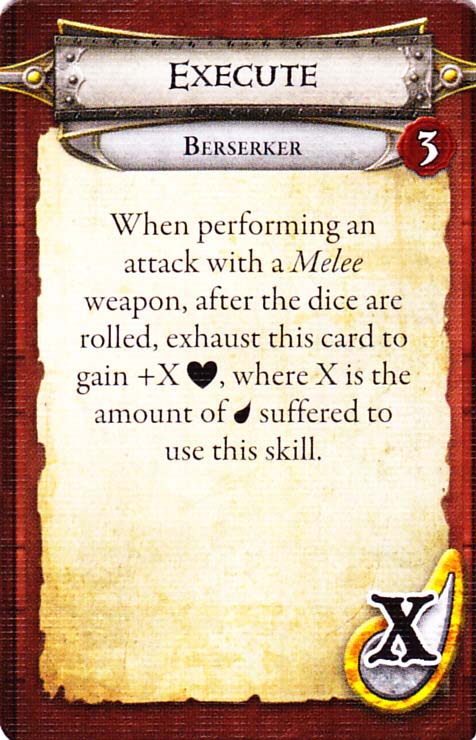 EXECUTE
BERSERKER
3
When performing an
attack with a Melee
weapon, after the dice are
rolled, exhaust this card to
gain +X ♥, where X is the
amount of suffered to
use this skill.
X